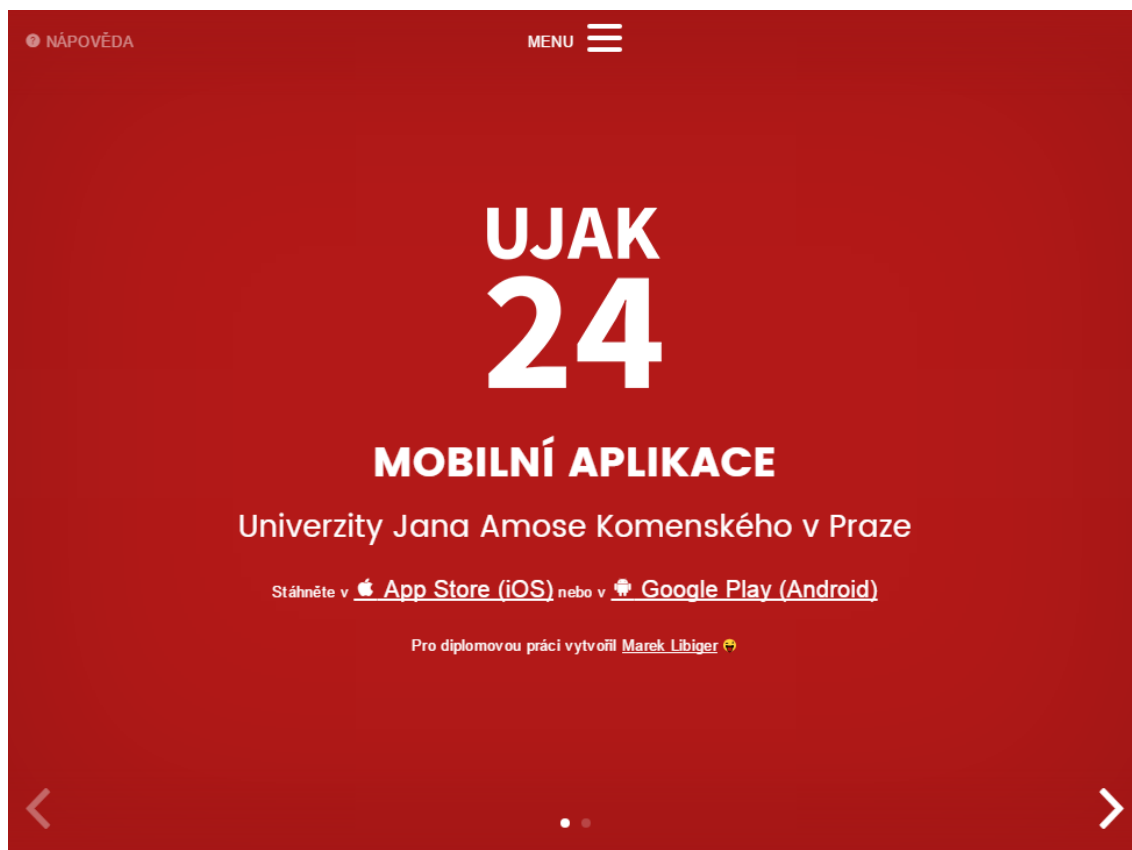 NÁPOVĚDA
MENU
UJAK
24
MOBILNÍ APLIKACE
Univerzity Jana Amose Komenského v Praze
Stáhněte v App Store (iOS) nebo v Google Play (Android)
Pro diplomovou práci vytvořil Marek Libiger